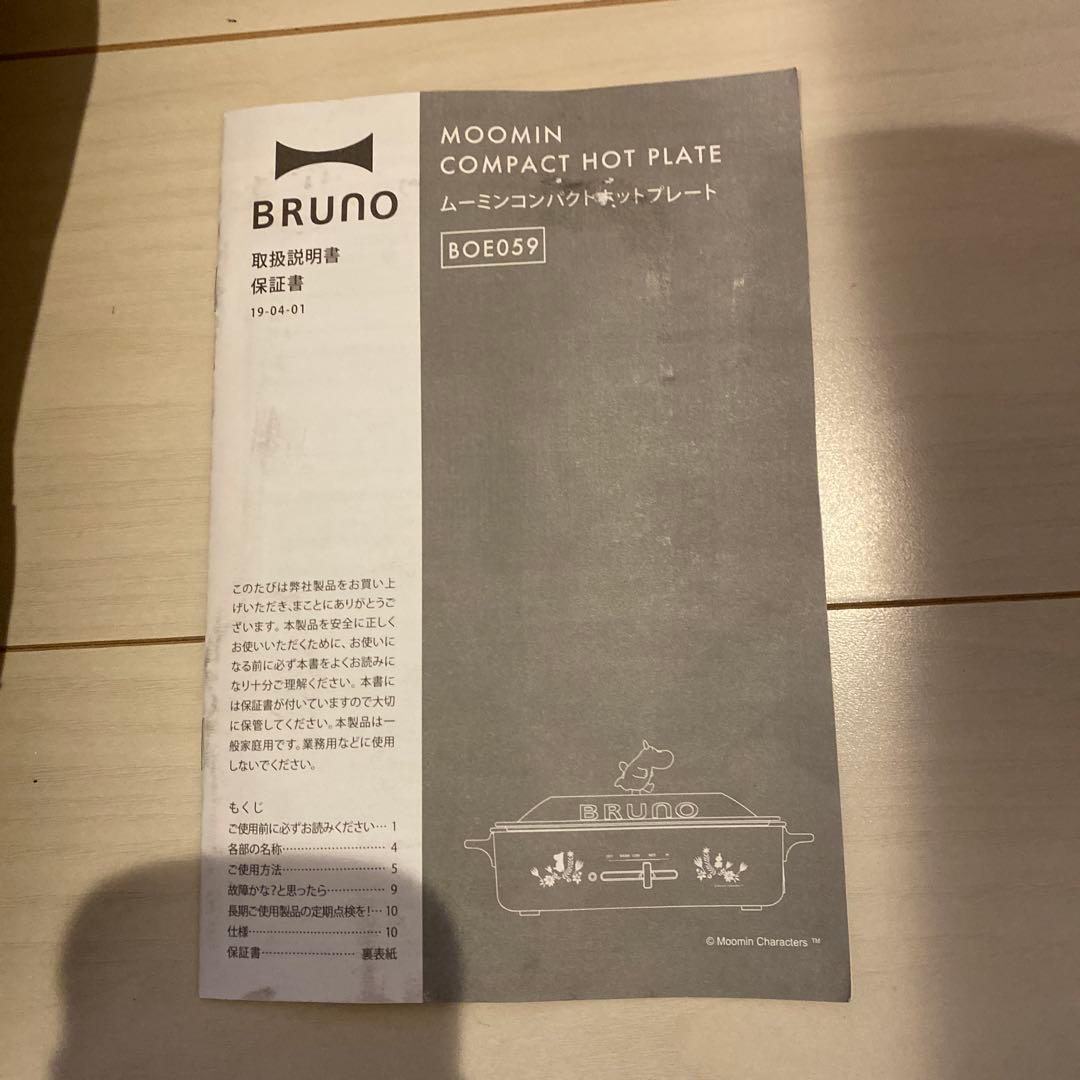 BRUNO
取扱説明書
保証書
19-04-01
MOOMIN
COMPACT HOT PLATE
ムーミンコンパクトホットプレート
BOE059
このたびは弊社製品をお買い上
げいただき、まことにありがとうご
ざいます。本製品を安全に正しく
お使いいただくために、お使いに
なる前に必ず本書をよくお読みに
なり十分ご理解ください。本書に
は保証書が付いていますので大切
に保管してください。本製品は一
般家庭用です。業務用などに使用
しないでください。
もくじ
ご使用前に必ずお読みください… 1
各部の名称……………………… 4
ご使用方法……………………… 5
故障かな?と思ったら…………… 9
長期ご使用製品の定期点検を!… 10
仕様……………………………… 10
保証書…………………… 裏表紙
BRUNO
© Moomin Characters ™